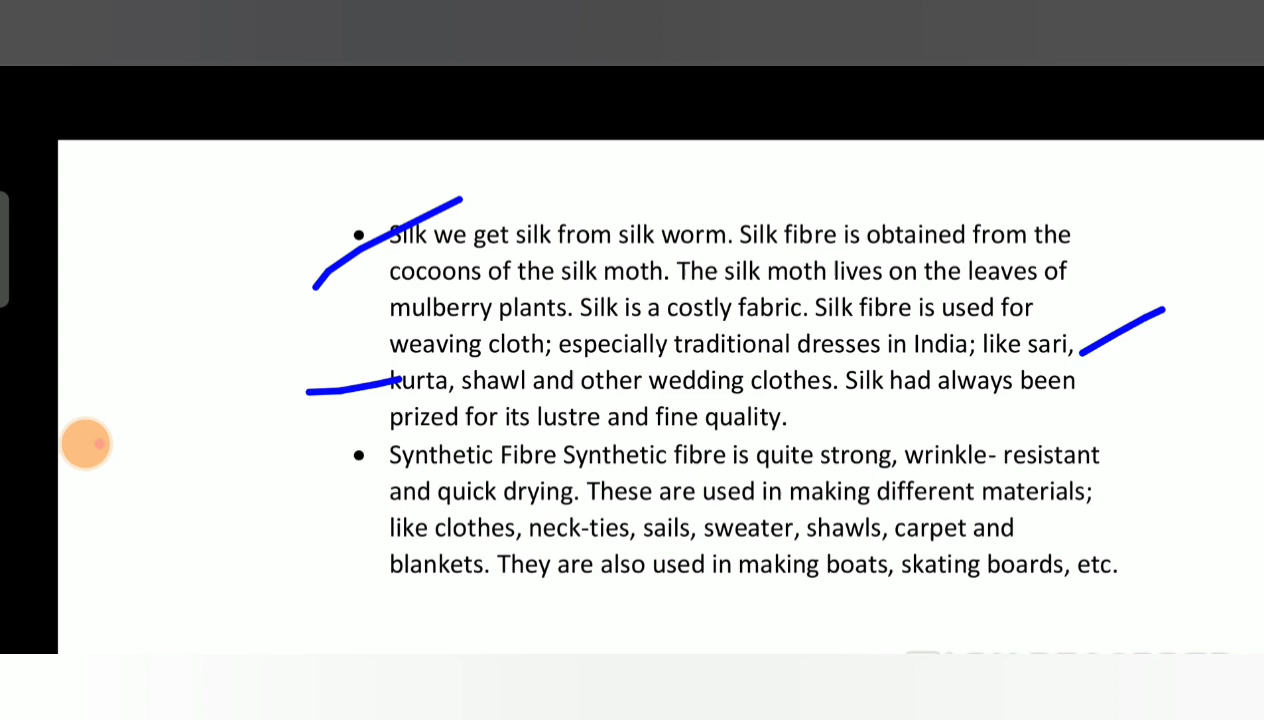 • Silk we get silk from silk worm. Silk fibre is obtained from the
cocoons of the silk moth. The silk moth lives on the leaves of
mulberry plants. Silk is a costly fabric. Silk fibre is used for
weaving cloth; especially traditional dresses in India; like sari,
kurta, shawl and other wedding clothes. Silk had always been
prized for its lustre and fine quality.
• Synthetic Fibre Synthetic fibre is quite strong, wrinkle- resistant
and quick drying. These are used in making different materials;
like clothes, neck-ties, sails, sweater, shawls, carpet and
blankets. They are also used in making boats, skating boards, etc.